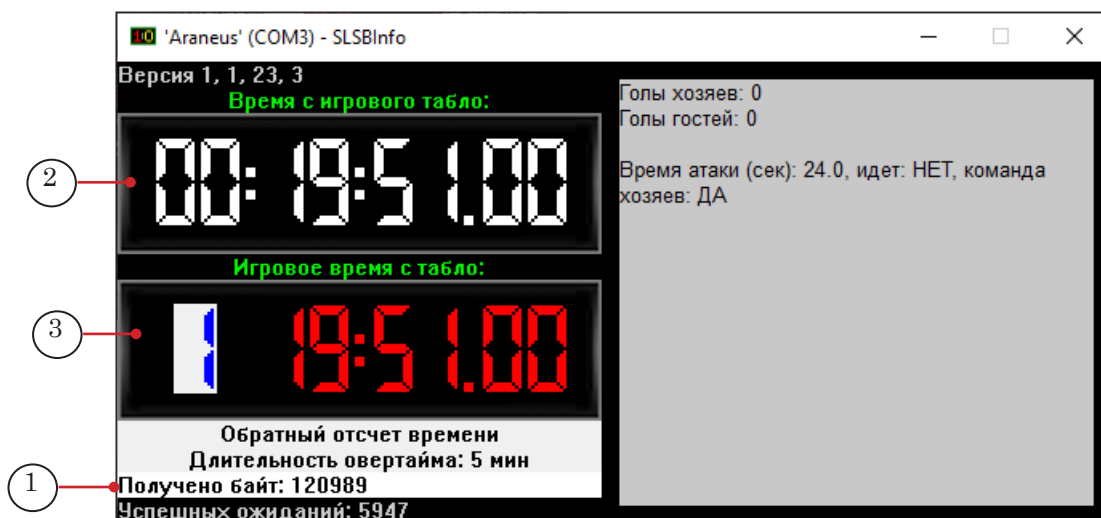 'Araneus' (COM3) - SLSBInfo
Версия 1, 1, 23, 3
Время с игрового табло:
2
00:19:51.00
Игровое время с табло:
3
1 19:51.00
Обратный отсчет времени
Длительность овертайма: 5 мин
1
Получено байт: 120989
Успешных ожиданий: 5947
Голы хозяев: 0
Голы гостей: 0
Время атаки (сек): 24.0, идет: НЕТ, команда
хозяев: ДА